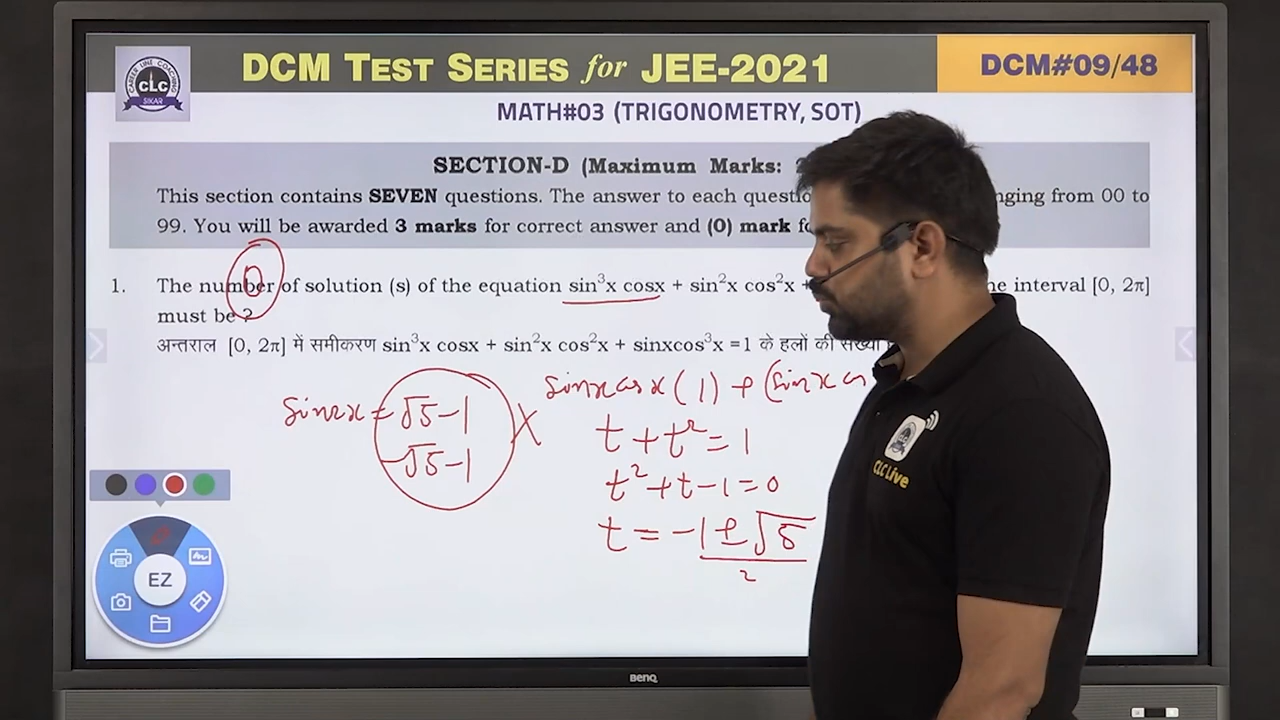 DCM TEST SERIES for JEE-2021
DCM#09/48
CLC
SIKAR
MATH#03 (TRIGONOMETRY, SOT)
SECTION-D (Maximum Marks:
This section contains SEVEN questions. The answer to each questio nging from 00 to
99. You will be awarded 3 marks for correct answer and (0) mark fo
0
1. The number of solution (s) of the equation sin³x cosx + sin²x cos²x + he interval [0, 2π]
must be ?
अन्तराल [0, 2π] में समीकरण sin³x cosx + sin²x cos²x + sinxcos³x =1 के हलों की संख्या
sinx cosx (1) + (sinx cos
sin2x = √5-1
-√5-1
t + t² = 1
t² + t - 1 = 0
t = -1 ± √5
2
EZ
CLC Live
BenQ